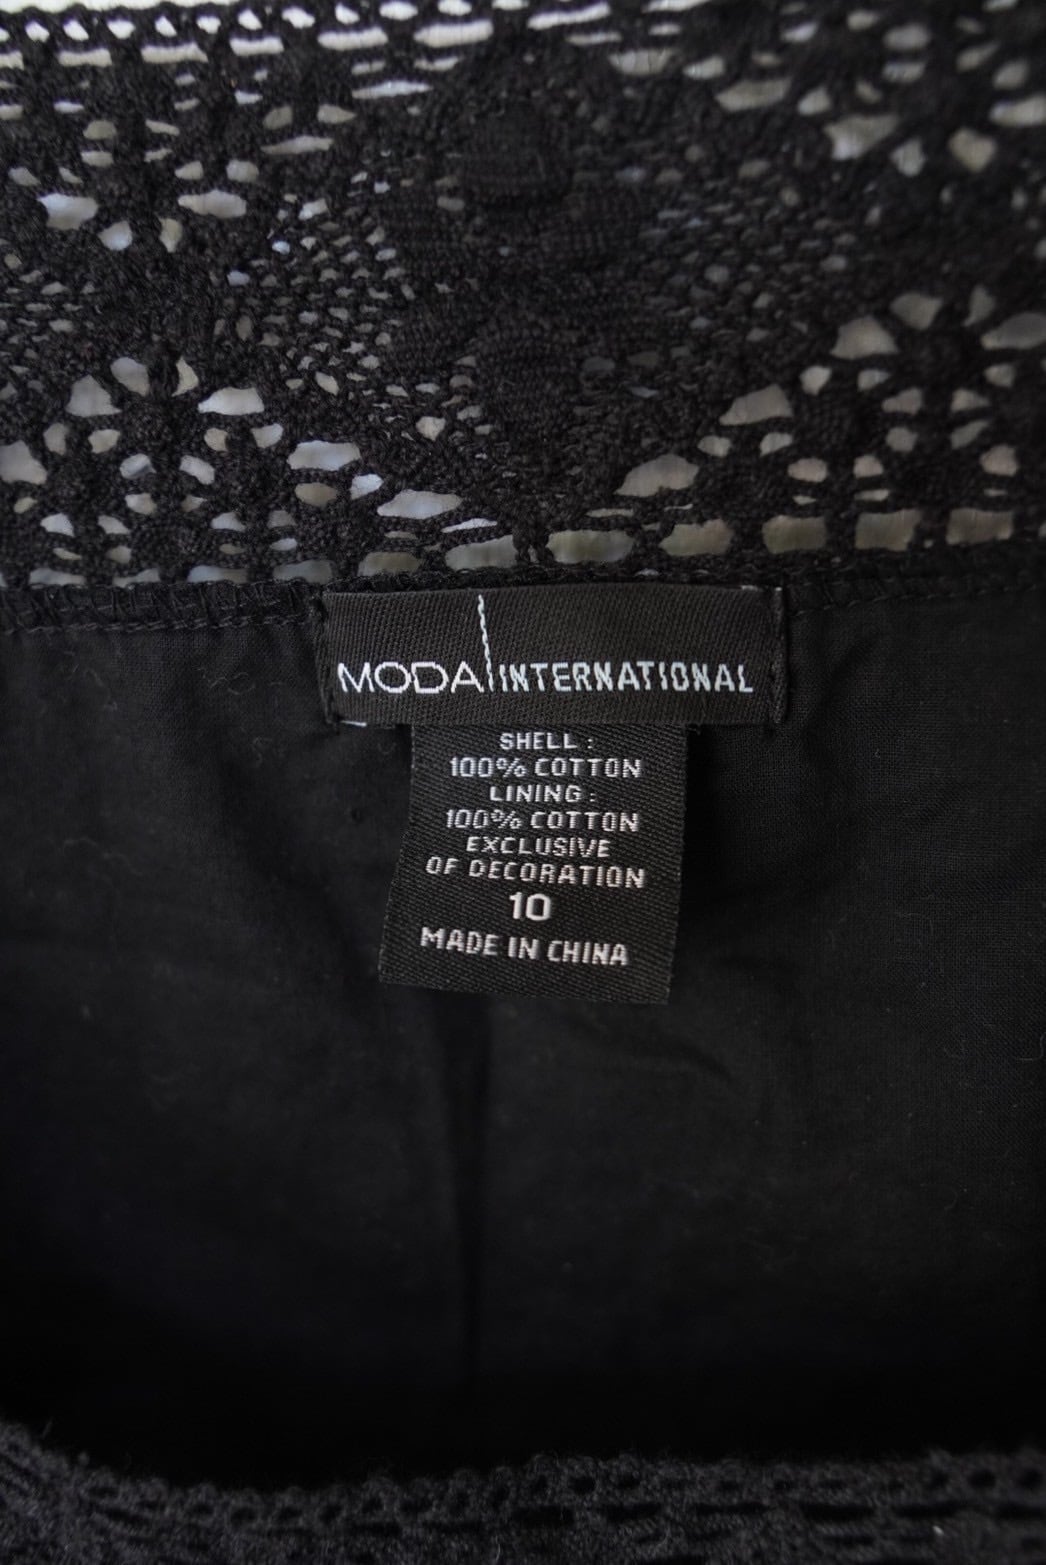 MODA|INTERNATIONAL
SHELL :
100% COTTON
LINING :
100% COTTON
EXCLUSIVE
OF DECORATION
10
MADE IN CHINA